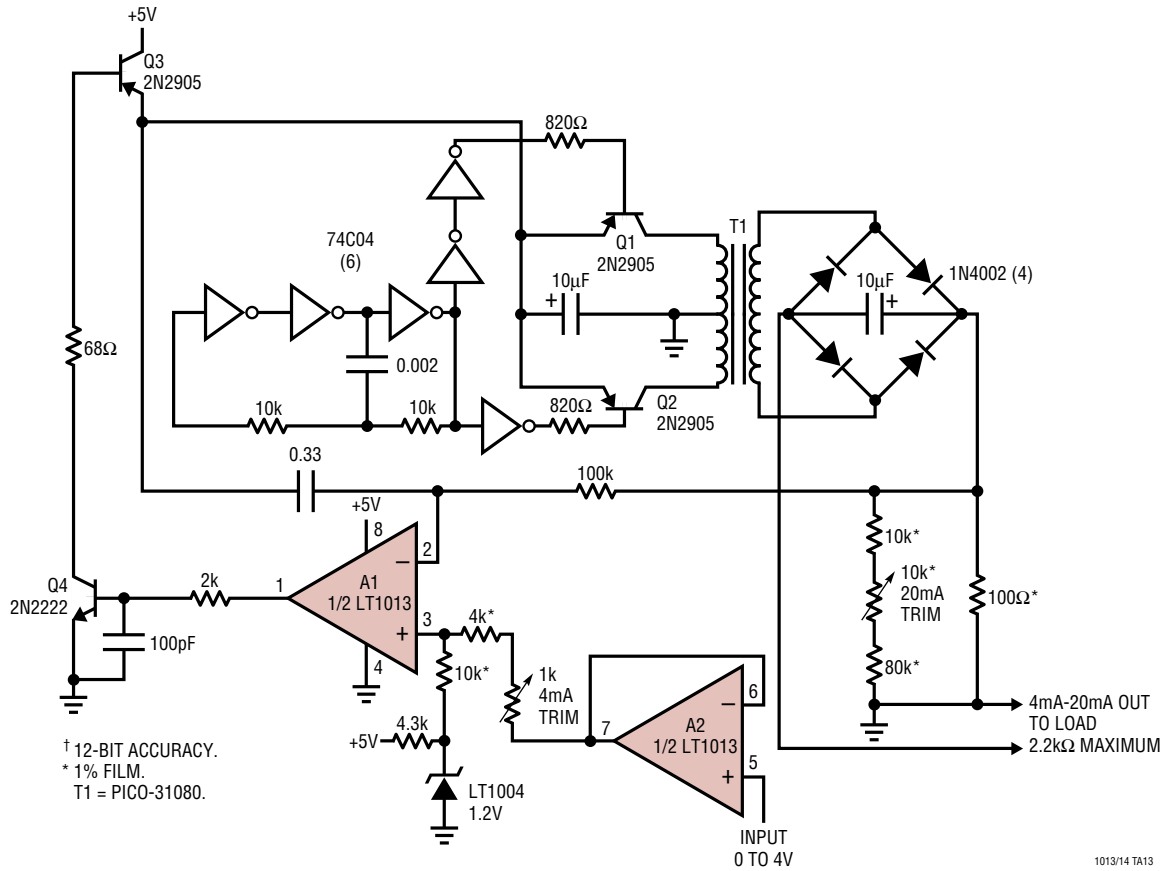 +5V
Q3
2N2905
820Ω
74C04
(6)
Q1
2N2905
T1
1N4002 (4)
10µF
+
10µF
+
68Ω
0.002
10k
10k
820Ω
Q2
2N2905
0.33
100k
+5V
8
2
−
A1
1/2 LT1013
1
3
+
4
2k
Q4
2N2222
100pF
4k*
10k*
1k
4mA
TRIM
10k*
10k*
20mA
TRIM
80k*
100Ω*
6
−
A2
1/2 LT1013
7
5
+
+5V
4.3k
LT1004
1.2V
4mA-20mA OUT
TO LOAD
2.2kΩ MAXIMUM
INPUT
0 TO 4V
† 12-BIT ACCURACY.
* 1% FILM.
T1 = PICO-31080.
1013/14 TA13